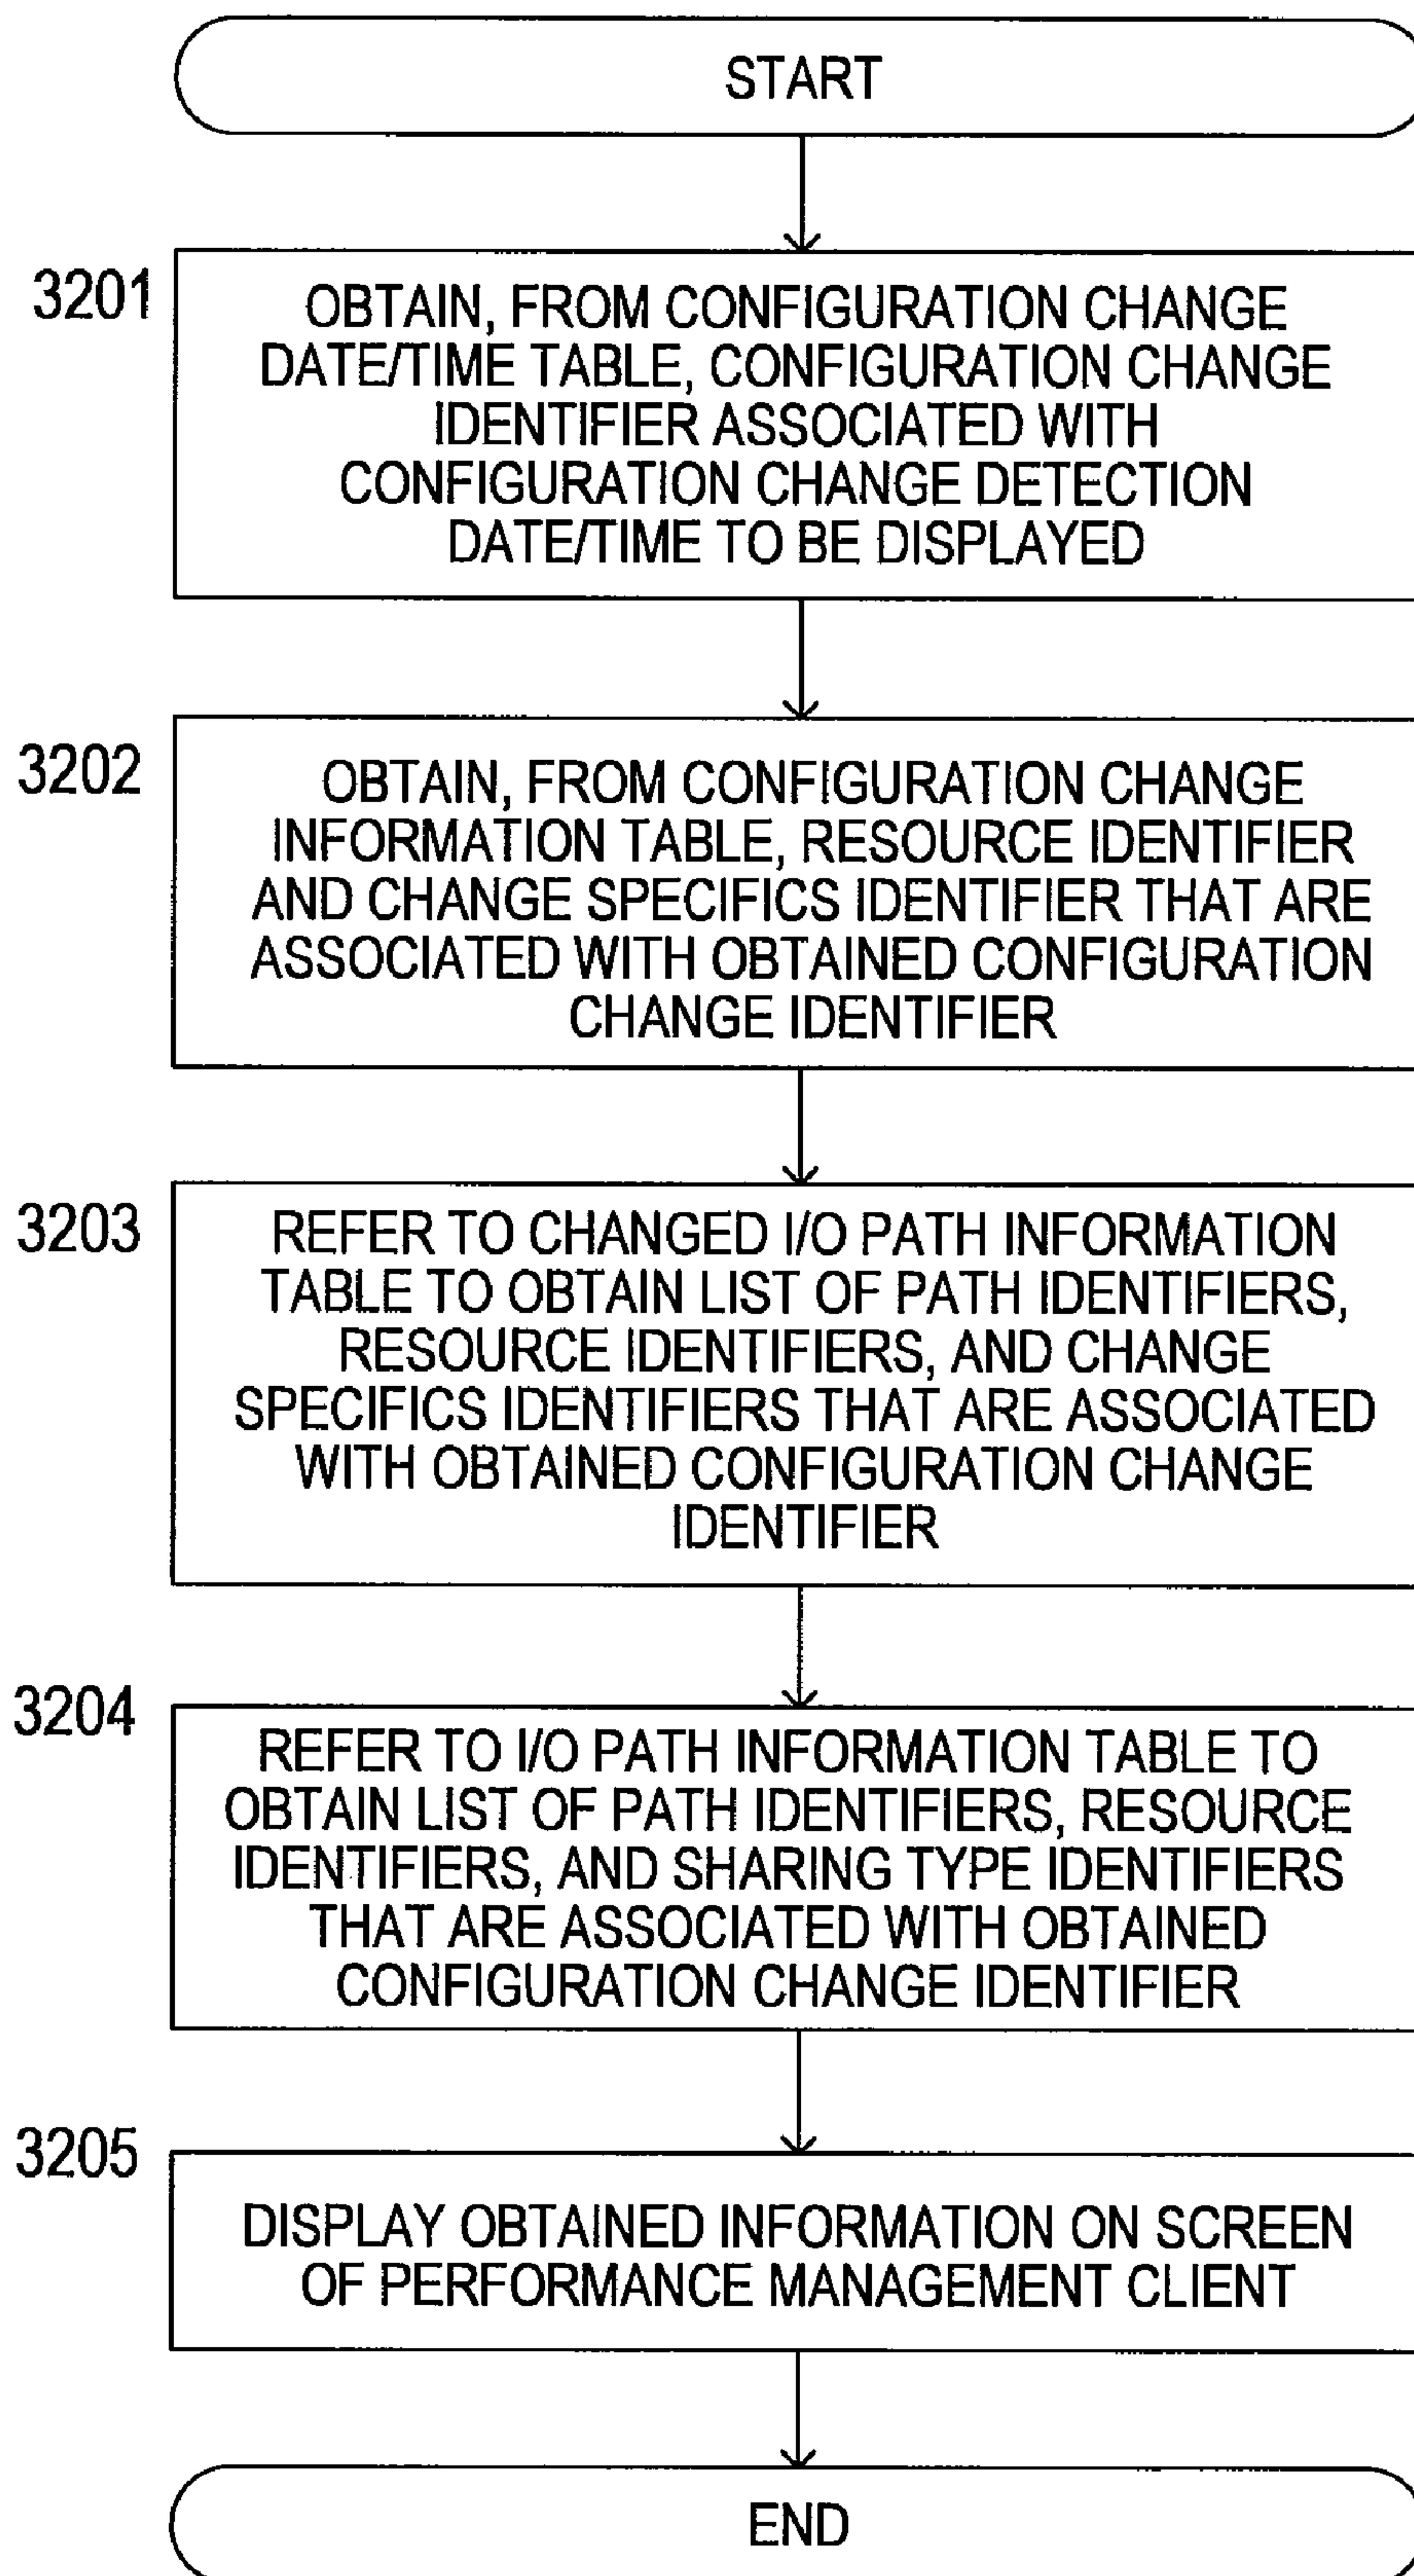 START
3201
OBTAIN, FROM CONFIGURATION CHANGE
DATE/TIME TABLE, CONFIGURATION CHANGE
IDENTIFIER ASSOCIATED WITH
CONFIGURATION CHANGE DETECTION
DATE/TIME TO BE DISPLAYED
3202
OBTAIN, FROM CONFIGURATION CHANGE
INFORMATION TABLE, RESOURCE IDENTIFIER
AND CHANGE SPECIFICS IDENTIFIER THAT ARE
ASSOCIATED WITH OBTAINED CONFIGURATION
CHANGE IDENTIFIER
3203
REFER TO CHANGED I/O PATH INFORMATION
TABLE TO OBTAIN LIST OF PATH IDENTIFIERS,
RESOURCE IDENTIFIERS, AND CHANGE
SPECIFICS IDENTIFIERS THAT ARE ASSOCIATED
WITH OBTAINED CONFIGURATION CHANGE
IDENTIFIER
3204
REFER TO I/O PATH INFORMATION TABLE TO
OBTAIN LIST OF PATH IDENTIFIERS, RESOURCE
IDENTIFIERS, AND SHARING TYPE IDENTIFIERS
THAT ARE ASSOCIATED WITH OBTAINED
CONFIGURATION CHANGE IDENTIFIER
3205
DISPLAY OBTAINED INFORMATION ON SCREEN
OF PERFORMANCE MANAGEMENT CLIENT
END